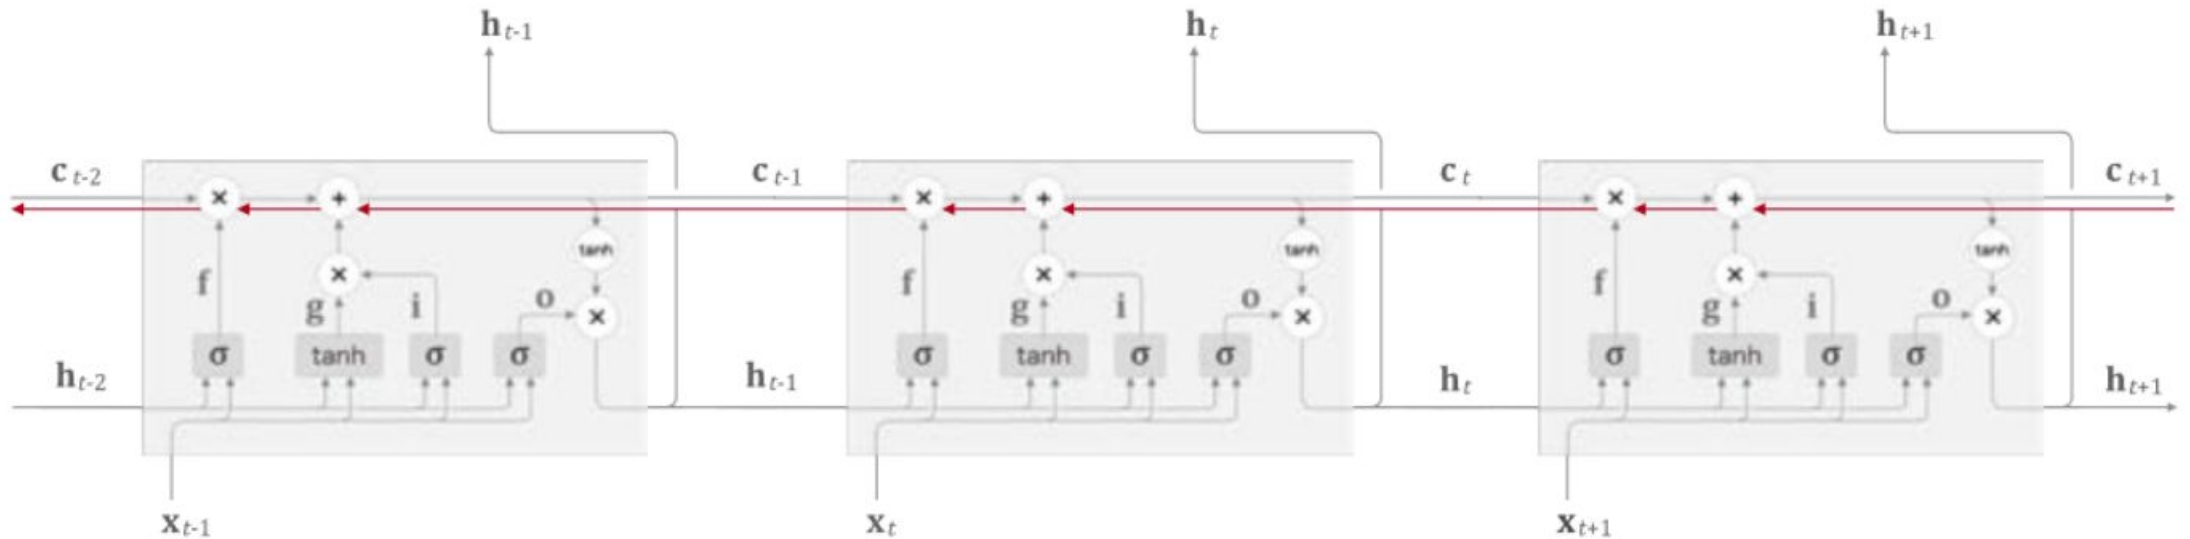 h t-1 h t h t+1
c t-2 c t-1 c t c t+1
× + × + × +
tanh tanh tanh
f × f × f ×
g i o × g i o × g i o ×
σ tanh σ σ σ tanh σ σ σ tanh σ σ
h t-2 h t-1 h t h t+1
x t-1 x t x t+1